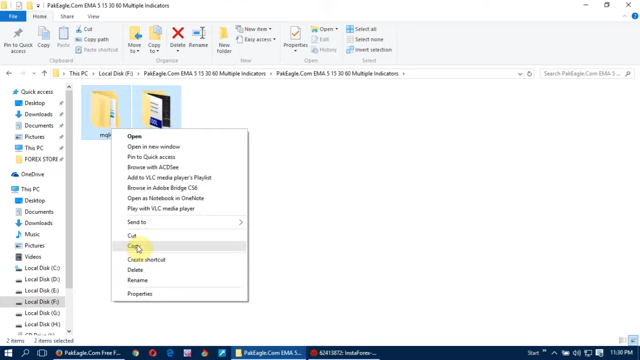 PakEagle.Com EMA 5 15 30 60 Multiple Indicators
File
Home
Share
View
Pin to Quick access
Copy
Paste
Cut
Copy path
Paste shortcut
Clipboard
Move to
Copy to
Delete
Rename
Organize
New folder
New item
Easy access
New
Properties
Open
Edit
History
Open
Select all
Select none
Invert selection
Select
This PC > Local Disk (F:) > PakEagle.Com EMA 5 15 30 60 Multiple Indicators > PakEagle.Com EMA 5 15 30 60 Multiple Indicators >
Search PakEagle.Com EMA 5...
Quick access
Desktop
Downloads
Documents
Pictures
This PC
FOREX STORE
OneDrive
This PC
Desktop
Documents
Downloads
Music
Pictures
Videos
Local Disk (C:)
Local Disk (D:)
Local Disk (E:)
Local Disk (F:)
Local Disk (G:)
Local Disk (H:)
Open
Open in new window
Pin to Quick access
Browse with ACDSee
Add to VLC media player's Playlist
Browse in Adobe Bridge CS6
Open as Notebook in OneNote
Play with VLC media player
Send to
Cut
Copy
Create shortcut
Delete
Rename
Properties
2 items
2 items selected
PakEagle.Com Free F...
PakEagle.Com EMA 5...
62413872: InstaForex-...
Start
11:30 PM